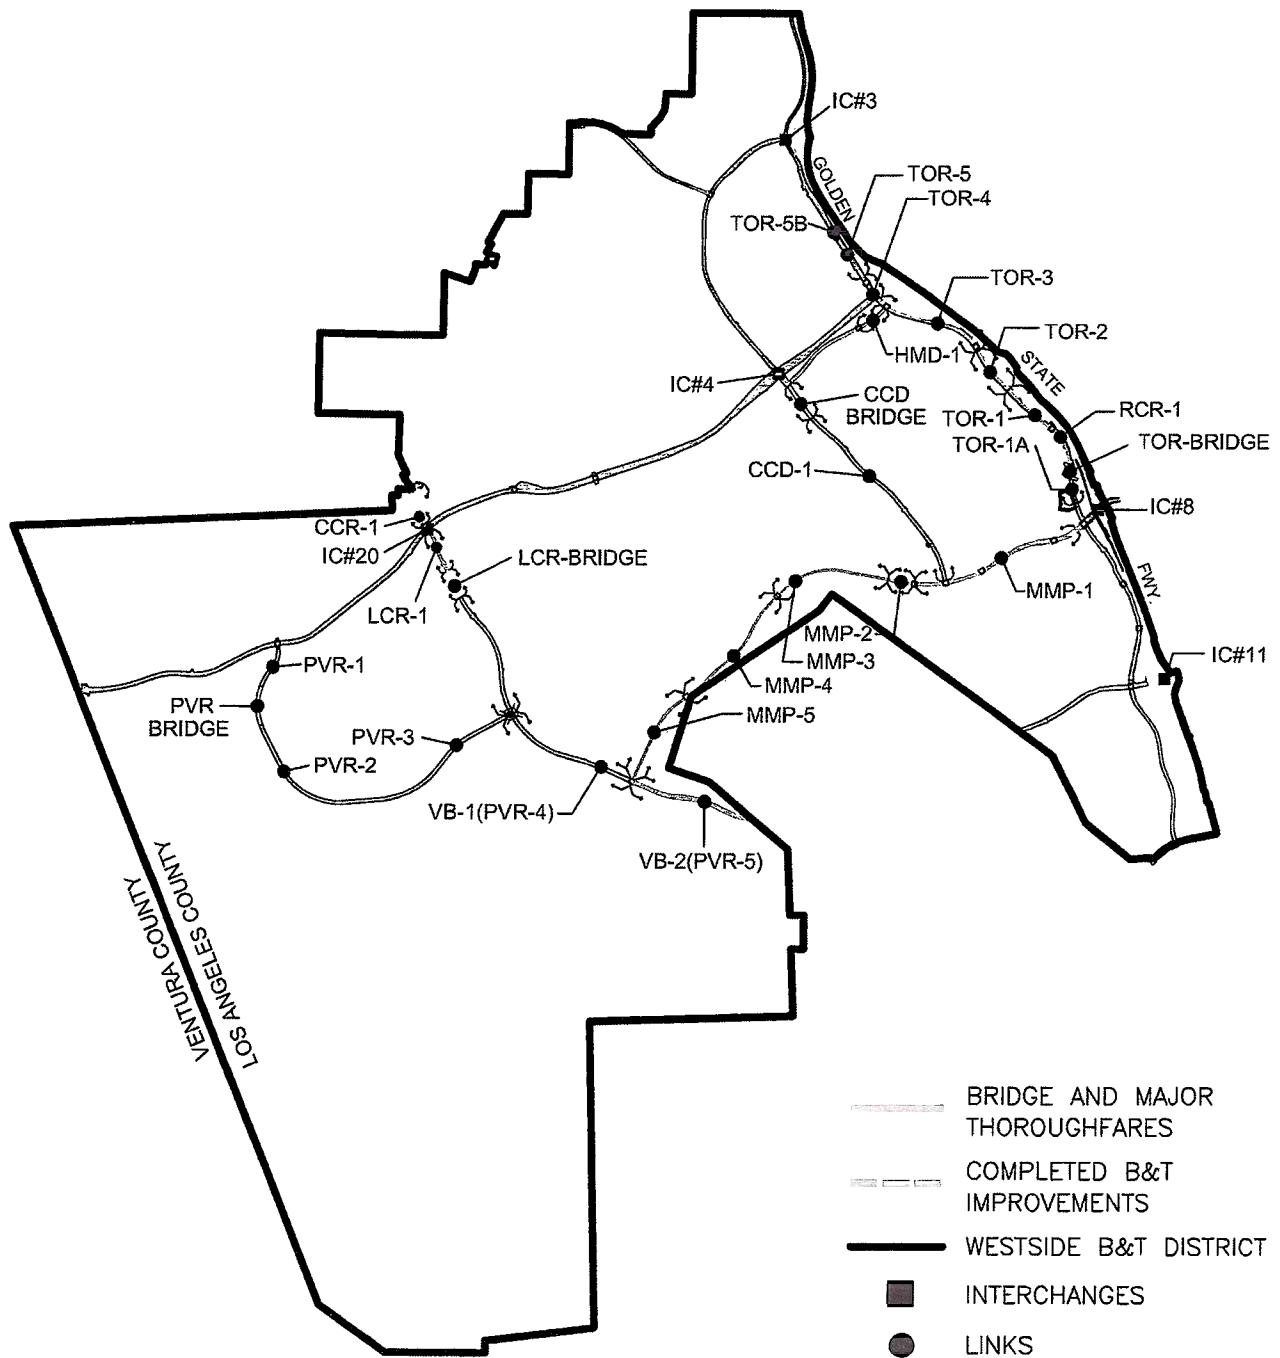 IC#3
GOLDEN
TOR-5
TOR-4
TOR-5B
TOR-3
TOR-2
HMD-1
STATE
IC#4
CCD
BRIDGE
TOR-1
RCR-1
TOR-1A
TOR-BRIDGE
CCD-1
IC#8
CCR-1
IC#20
LCR-BRIDGE
LCR-1
MMP-1
FWY.
MMP-2
MMP-3
IC#11
PVR-1
MMP-4
PVR
BRIDGE
MMP-5
PVR-3
PVR-2
VB-1(PVR-4)
VB-2(PVR-5)
VENTURA COUNTY
LOS ANGELES COUNTY
BRIDGE AND MAJOR
THOROUGHFARES
COMPLETED B&T
IMPROVEMENTS
WESTSIDE B&T DISTRICT
INTERCHANGES
LINKS